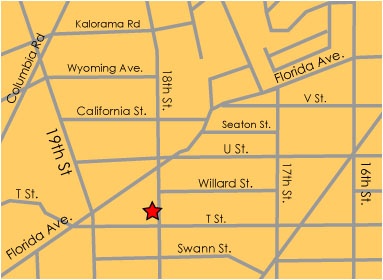 Kalorama Rd
Columbia Rd
Florida Ave.
Wyoming Ave.
18th St.
V St.
California St.
Seaton St.
19th St
U St.
17th St.
16th St.
Willard St.
T St.
T St.
Florida Ave.
Swann St.